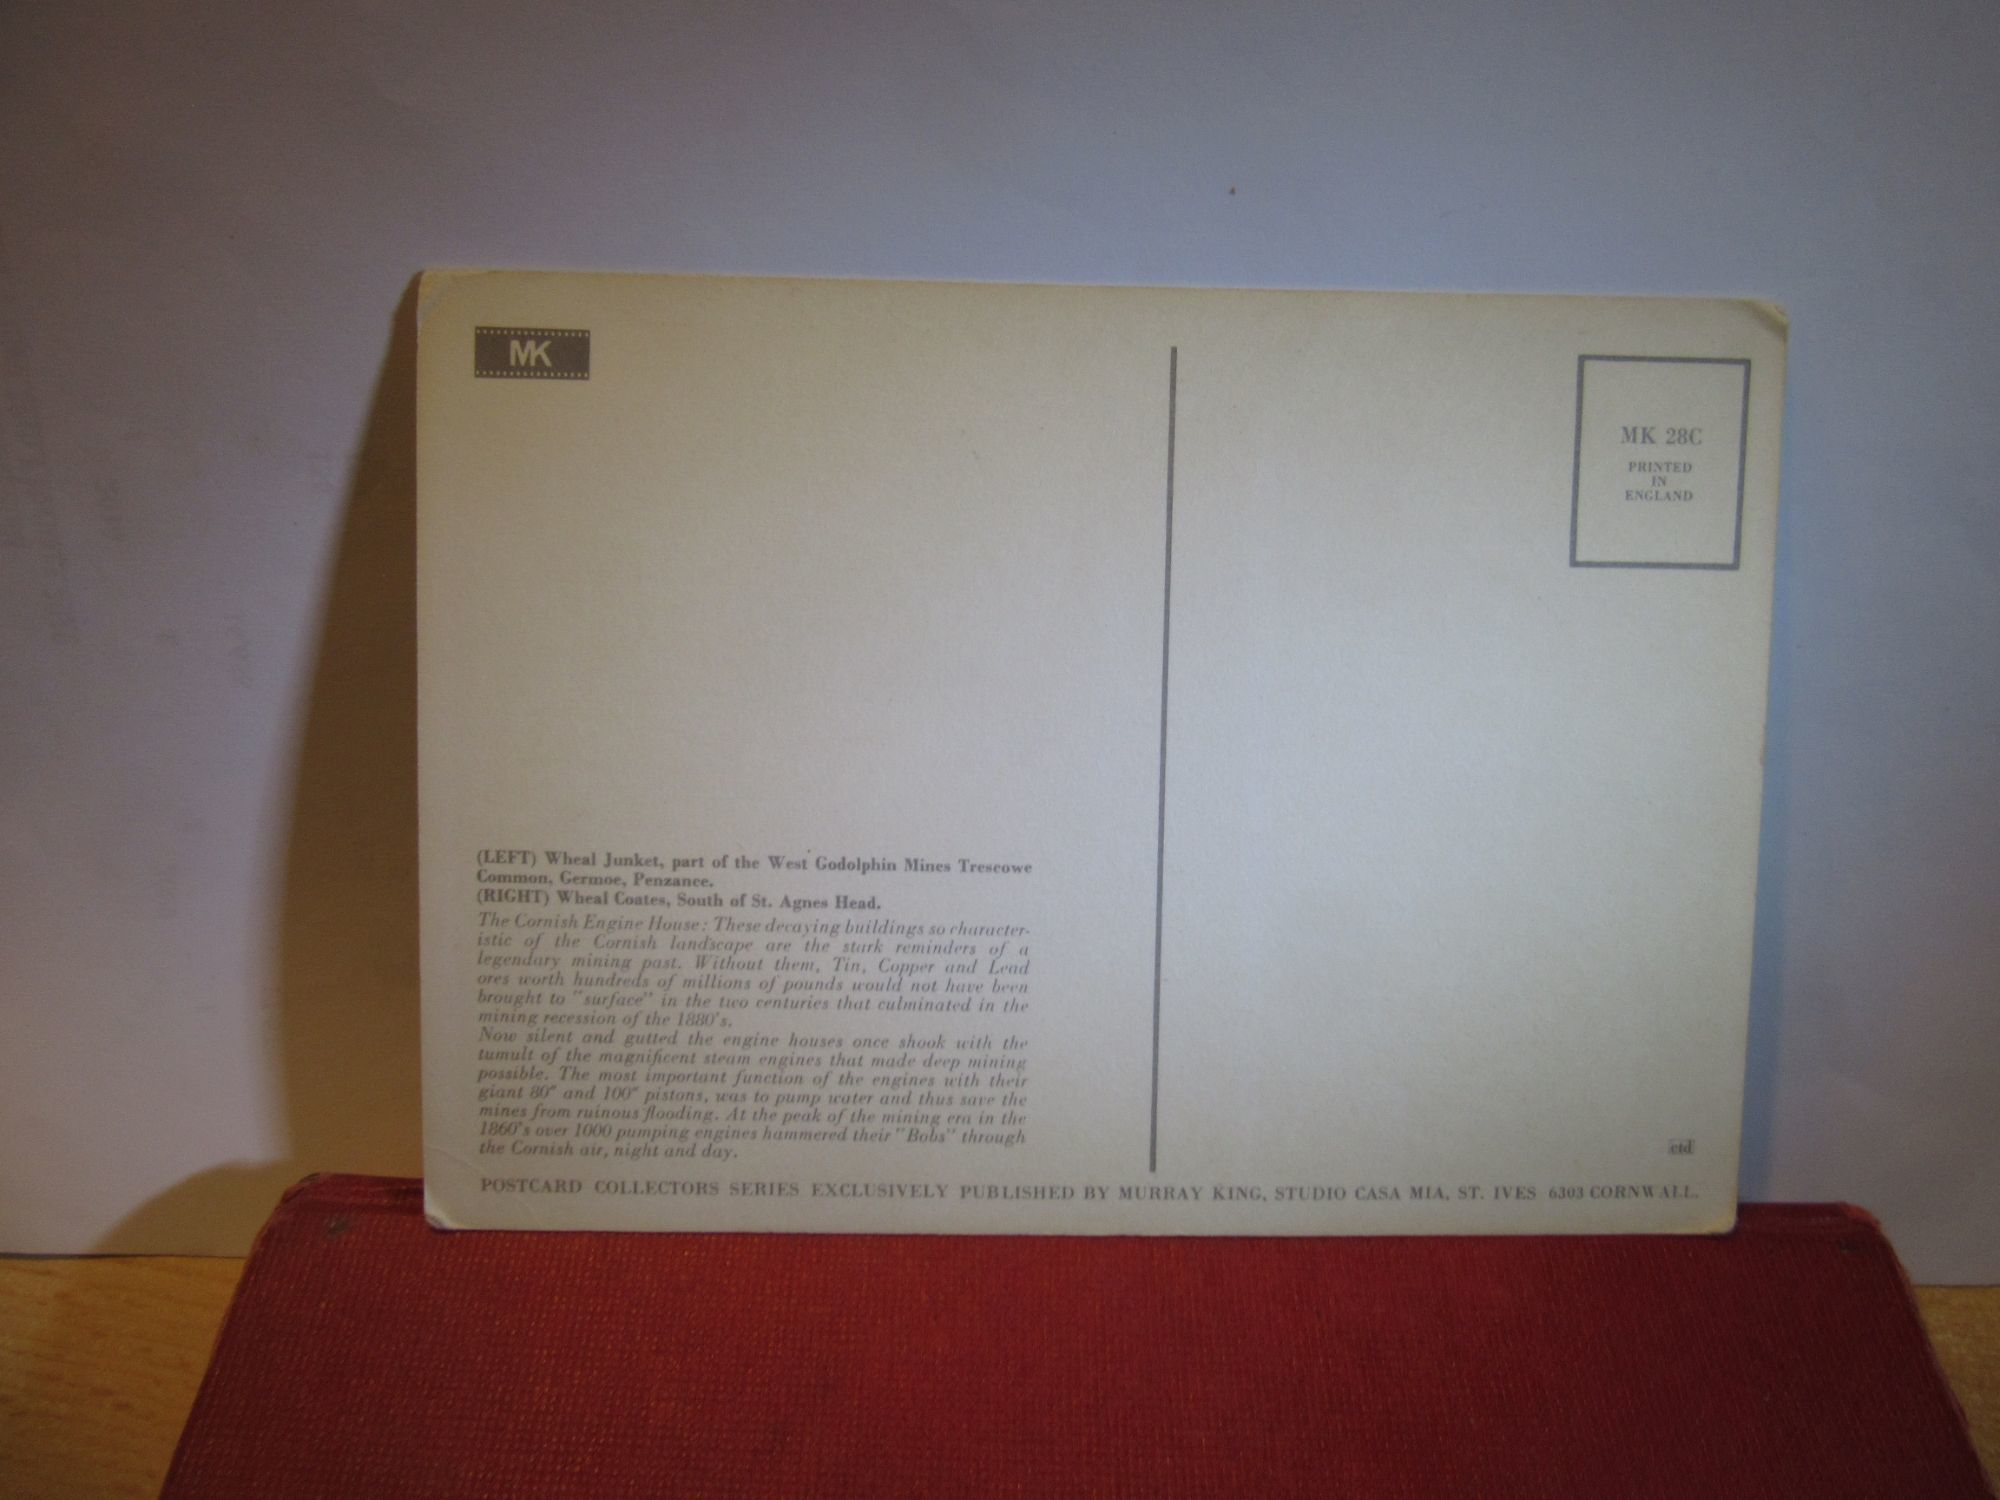 MK
MK 28C
PRINTED
IN
ENGLAND
(LEFT) Wheal Junket, part of the West Godolphin Mines Trescowe
Common, Germoe, Penzance.
(RIGHT) Wheal Coates, South of St. Agnes Head.
The Cornish Engine House: These decaying buildings so character-
istic of the Cornish landscape are the stark reminders of a
legendary mining past. Without them, Tin, Copper and Lead
ores worth hundreds of millions of pounds would not have been
brought to "surface" in the two centuries that culminated in the
mining recession of the 1880's.
Now silent and gutted the engine houses once shook with the
tumult of the magnificent steam engines that made deep mining
possible. The most important function of the engines with their
giant 80" and 100" pistons, was to pump water and thus save the
mines from ruinous flooding. At the peak of the mining era in the
1860's over 1000 pumping engines hammered their "Bobs" through
the Cornish air, night and day.
ctd
POSTCARD COLLECTORS SERIES EXCLUSIVELY PUBLISHED BY MURRAY KING, STUDIO CASA MIA, ST. IVES 6303 CORNWALL.